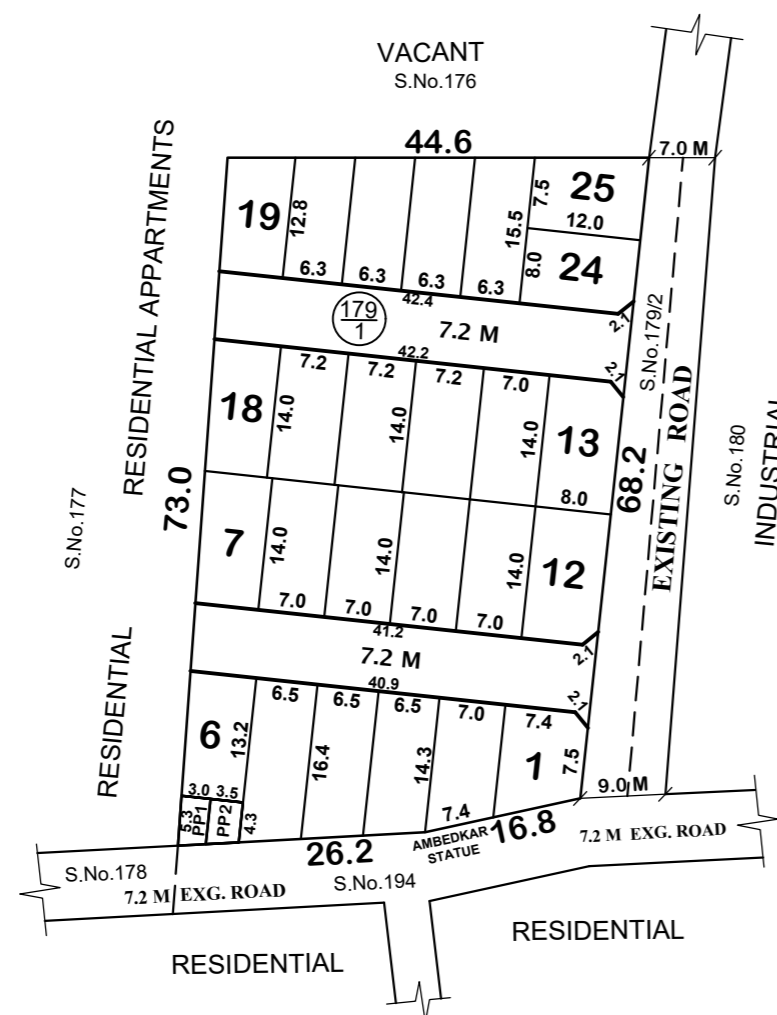 VACANT
S.No.176
44.6
7.0 M
RESIDENTIAL APPARTMENTS
19
12.8
7.5
25
15.5
12.0
8.0
24
6.3
6.3
6.3
6.3
42.4
179
1
7.2 M
2.1
S.No.179/2
42.2
2.1
7.2
7.2
7.2
7.0
18
14.0
14.0
14.0
13
8.0
68.2
EXISTING ROAD
S.No.180
INDUSTRIAL
73.0
S.No.177
7
14.0
14.0
14.0
12
7.0
7.0
7.0
7.0
41.2
7.2 M
2.1
40.9
2.1
RESIDENTIAL
6
13.2
6.5
6.5
6.5
7.0
7.4
16.4
14.3
1
7.5
9.0 M
3.0
3.5
5.3
PP1
PP2
4.3
7.4
26.2
AMBEDKAR
STATUE
16.8
7.2 M EXG. ROAD
S.No.178
S.No.194
7.2 M EXG. ROAD
RESIDENTIAL
RESIDENTIAL